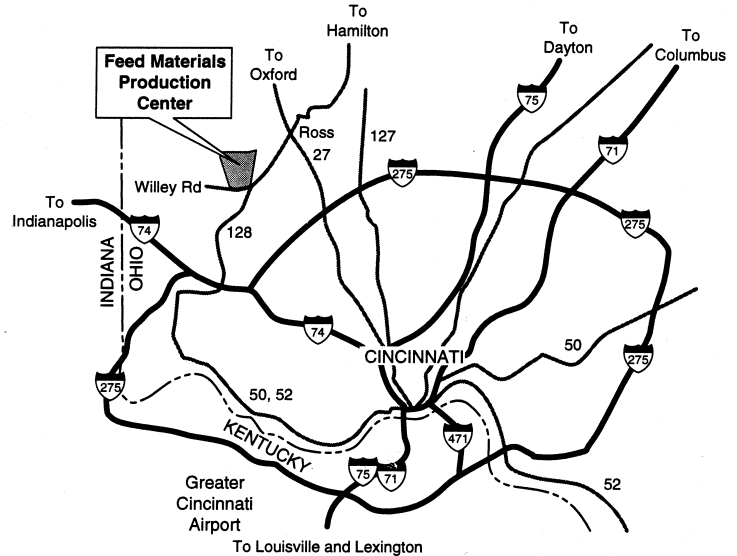 To
Hamilton
To
Oxford
To
Dayton
To
Columbus
Feed Materials
Production
Center
75
Ross
27
127
71
275
Willey Rd
To
Indianapolis
74
128
275
INDIANA
OHIO
74
CINCINNATI
50
275
275
50, 52
KENTUCKY
471
75
71
Greater
Cincinnati
Airport
52
To Louisville and Lexington